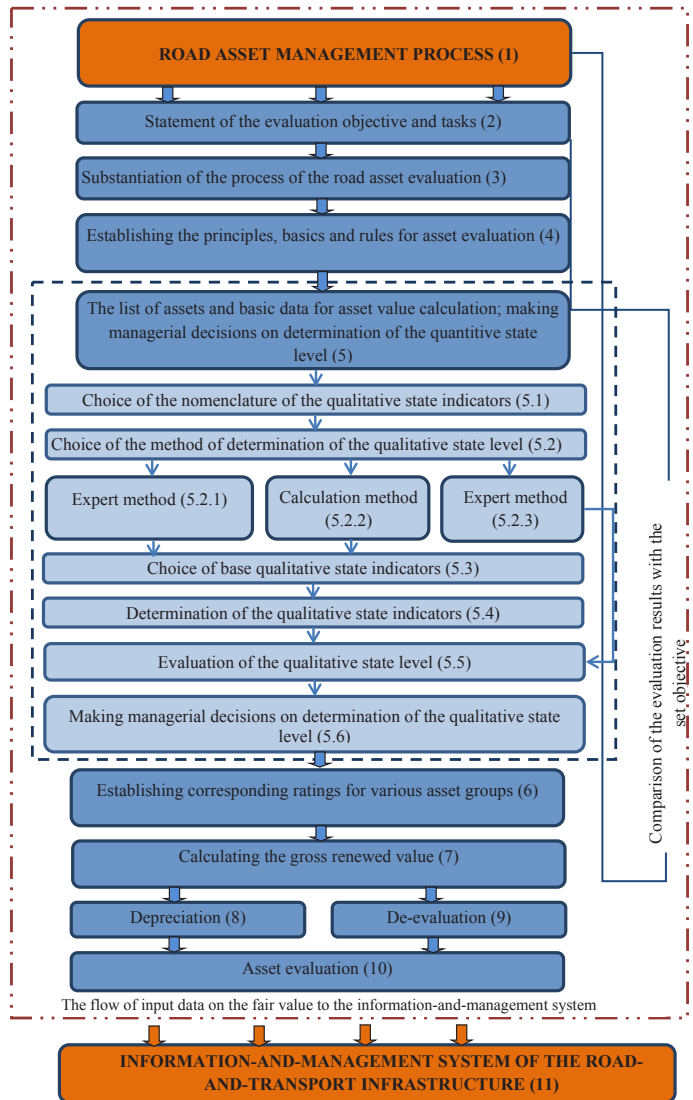 ROAD ASSET MANAGEMENT PROCESS (1)
Statement of the evaluation objective and tasks (2)
Substantiation of the process of the road asset evaluation (3)
Establishing the principles, basics and rules for asset evaluation (4)
The list of assets and basic data for asset value calculation; making
managerial decisions on determination of the quantitive state
level (5)
Choice of the nomenclature of the qualitative state indicators (5.1)
Choice of the method of determination of the qualitative state level (5.2)
Expert method (5.2.1)
Calculation method
(5.2.2)
Expert method
(5.2.3)
Choice of base qualitative state indicators (5.3)
Determination of the qualitative state indicators (5.4)
Evaluation of the qualitative state level (5.5)
Making managerial decisions on determination of the qualitative state
level (5.6)
Comparison of the evaluation results with the
set objective
Establishing corresponding ratings for various asset groups (6)
Calculating the gross renewed value (7)
Depreciation (8)
De-evaluation (9)
Asset evaluation (10)
The flow of input data on the fair value to the information-and-management system
INFORMATION-AND-MANAGEMENT SYSTEM OF THE ROAD-
AND-TRANSPORT INFRASTRUCTURE (11)